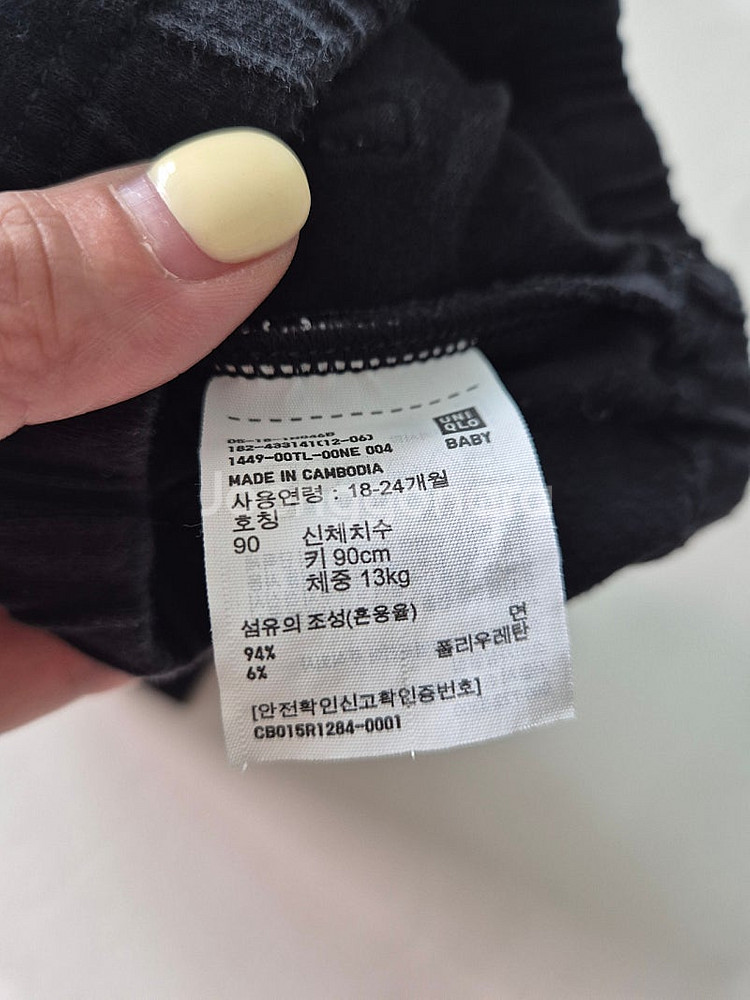 UNI
QLO
BABY
182-433141(12-06)
1449-00TL-00NE 004
MADE IN CAMBODIA
사용연령 : 18-24개월
호칭
90 신체치수
키 90cm
체중 13kg
섬유의 조성(혼용율)
94% 면
6% 폴리우레탄
[안전확인신고확인증번호]
CB015R1284-0001